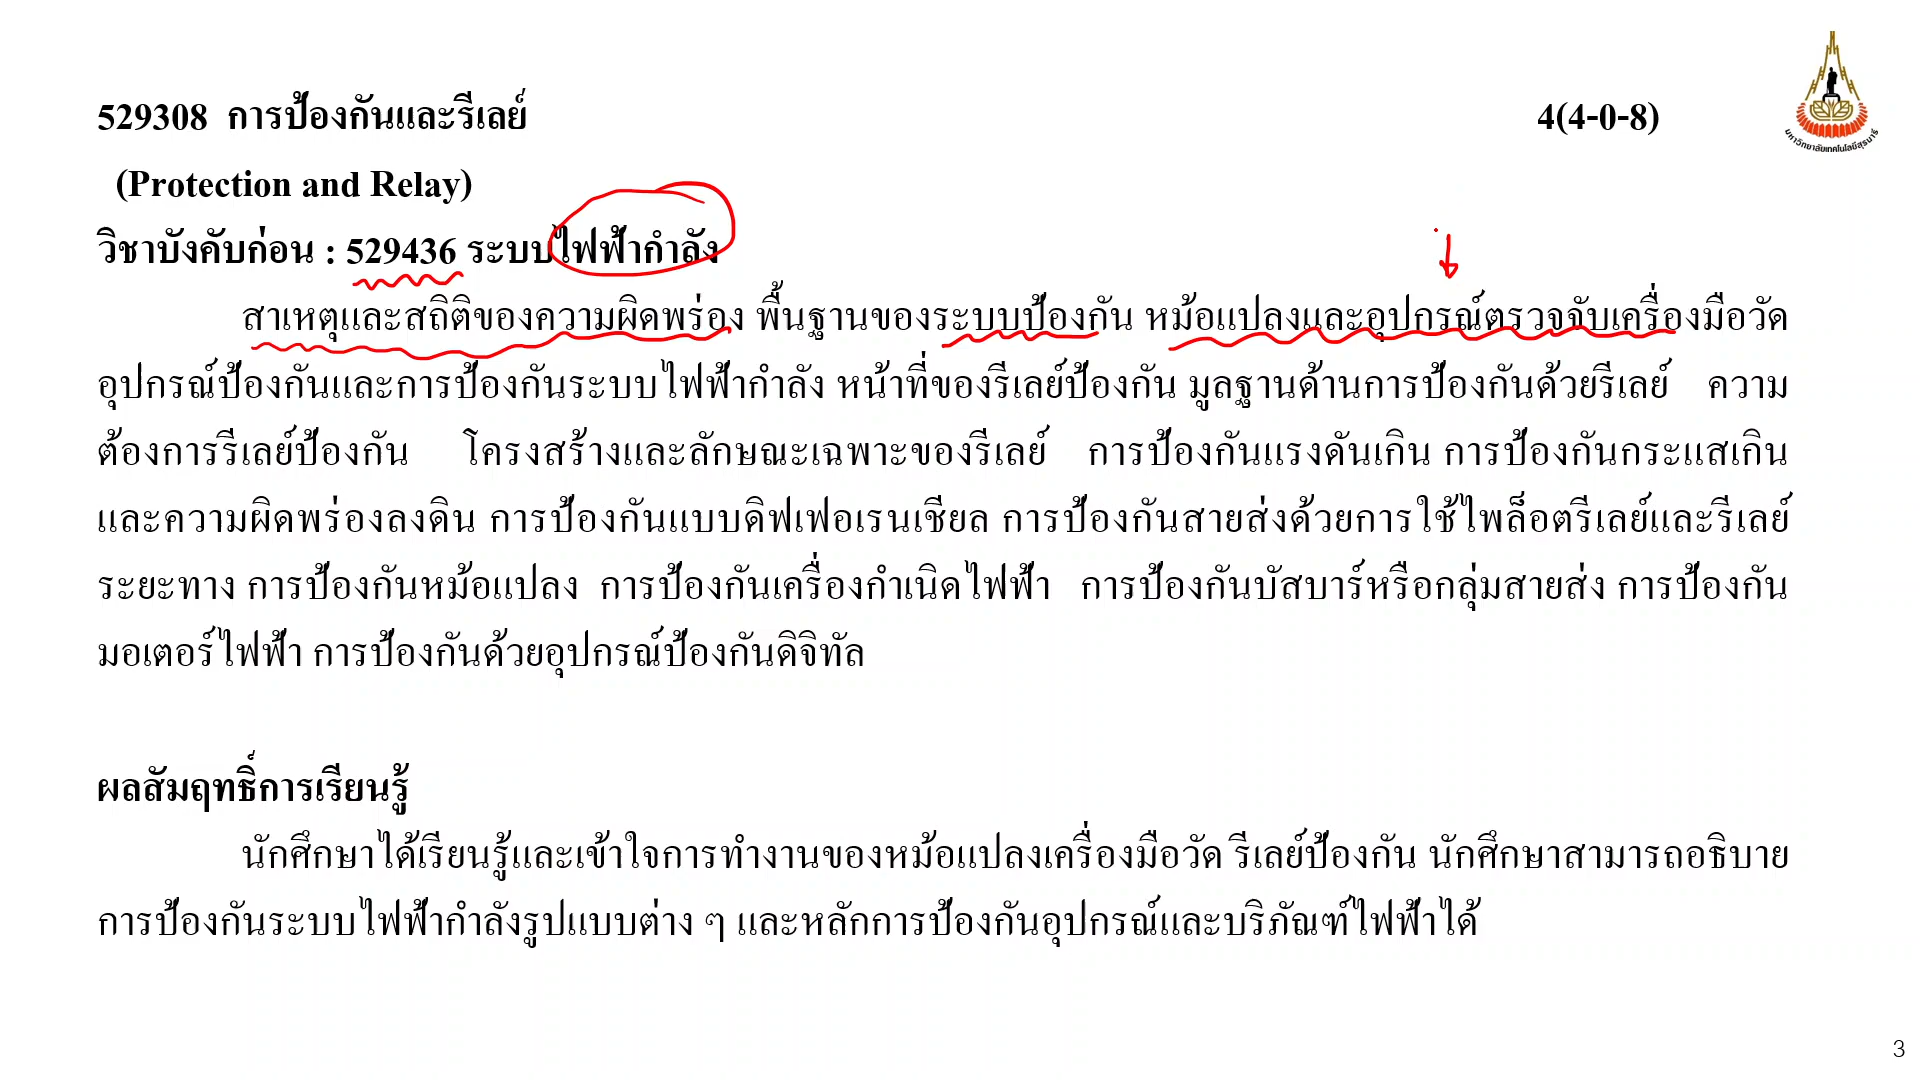 529308 การป้องกันและรีเลย์ 4(4-0-8)
(Protection and Relay)
วิชาบังคับก่อน : 529436 ระบบไฟฟ้ากำลัง
สาเหตุและสถิติของความผิดพร่อง พื้นฐานของระบบป้องกัน หม้อแปลงและอุปกรณ์ตรวจจับเครื่องมือวัด
อุปกรณ์ป้องกันและการป้องกันระบบไฟฟ้ากำลัง หน้าที่ของรีเลย์ป้องกัน มูลฐานด้านการป้องกันด้วยรีเลย์ ความ
ต้องการรีเลย์ป้องกัน โครงสร้างและลักษณะเฉพาะของรีเลย์ การป้องกันแรงดันเกิน การป้องกันกระแสเกิน
และความผิดพร่องลงดิน การป้องกันแบบดิฟเฟอเรนเชียล การป้องกันสายส่งด้วยการใช้ไพล็อตรีเลย์และรีเลย์
ระยะทาง การป้องกันหม้อแปลง การป้องกันเครื่องกำเนิดไฟฟ้า การป้องกันบัสบาร์หรือกลุ่มสายส่ง การป้องกัน
มอเตอร์ไฟฟ้า การป้องกันด้วยอุปกรณ์ป้องกันดิจิทัล
ผลสัมฤทธิ์การเรียนรู้
นักศึกษาได้เรียนรู้และเข้าใจการทำงานของหม้อแปลงเครื่องมือวัด รีเลย์ป้องกัน นักศึกษาสามารถอธิบาย
การป้องกันระบบไฟฟ้ากำลังรูปแบบต่าง ๆ และหลักการป้องกันอุปกรณ์และบริภัณฑ์ไฟฟ้าได้
มหาวิทยาลัยเทคโนโลยีสุรนารี
3